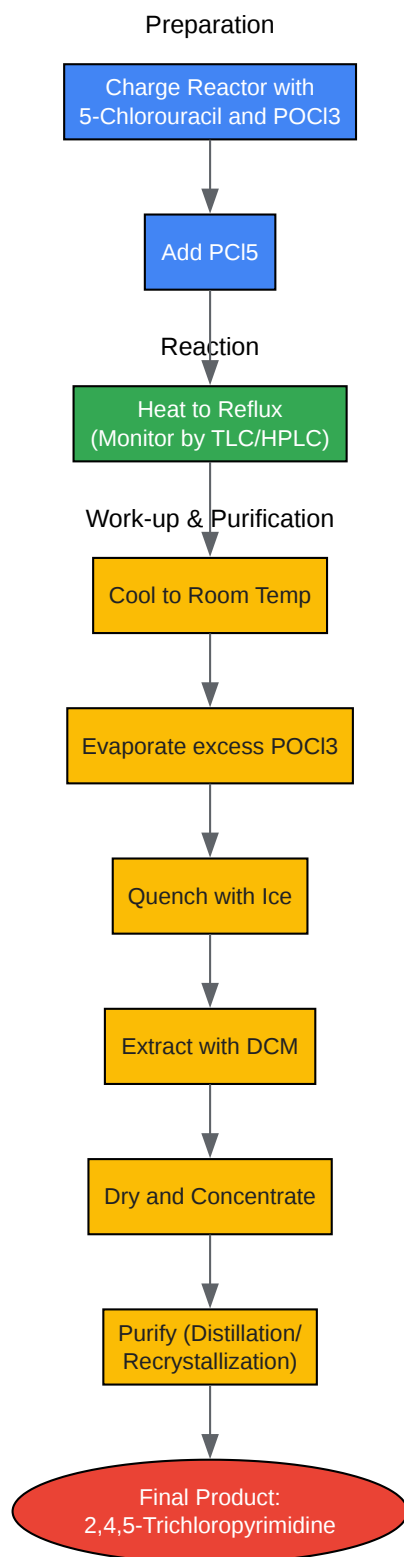 Preparation
Charge Reactor with
5-Chlorouracil and POCl3
Add PCl5
Reaction
Heat to Reflux
(Monitor by TLC/HPLC)
Work-up & Purification
Cool to Room Temp
Evaporate excess POCl3
Quench with Ice
Extract with DCM
Dry and Concentrate
Purify (Distillation/
Recrystallization)
Final Product:
2,4,5-Trichloropyrimidine